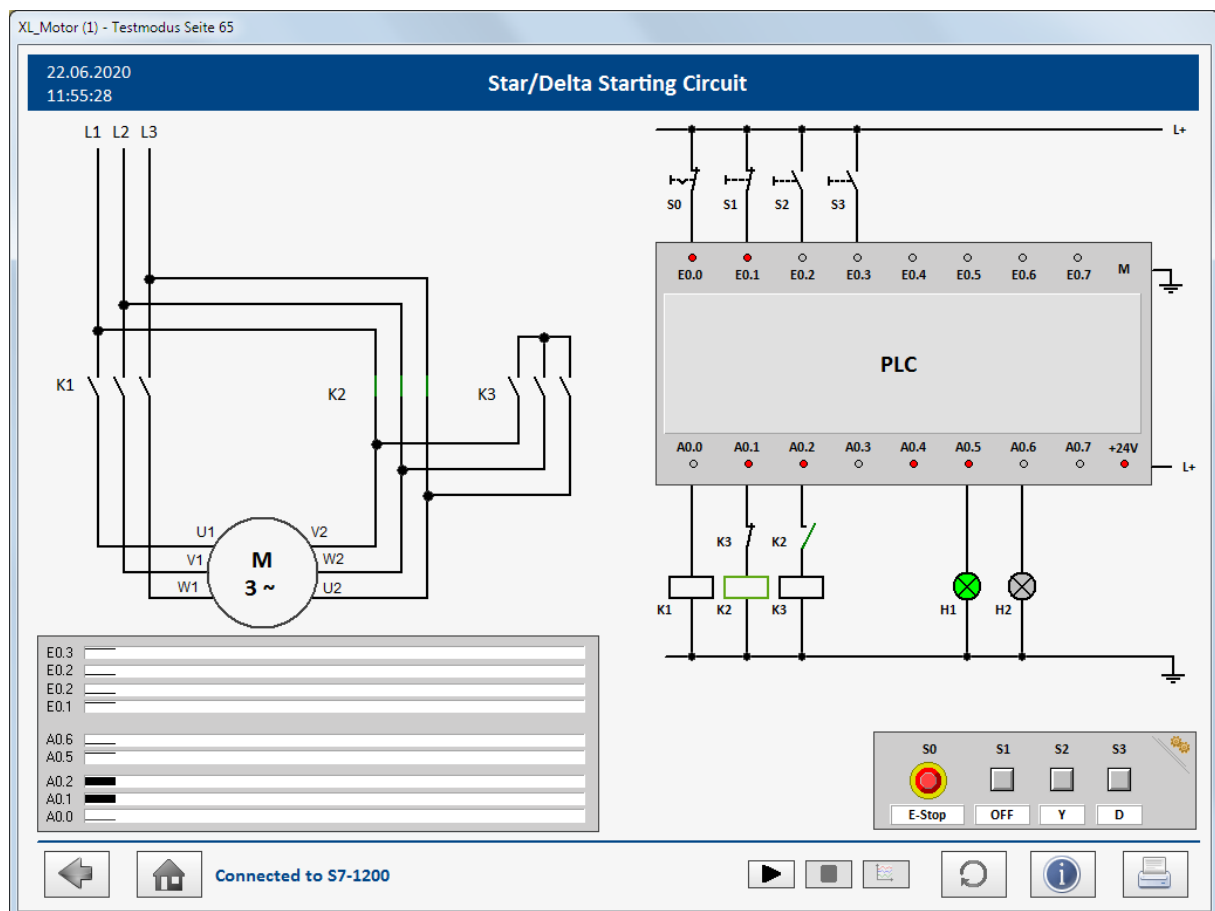 XL_Motor (1) - Testmodus Seite 65
22.06.2020
11:55:28
Star/Delta Starting Circuit
L1 L2 L3
L+
S0 S1 S2 S3
E0.0 E0.1 E0.2 E0.3 E0.4 E0.5 E0.6 E0.7 M
PLC
K1
K2
K3
A0.0 A0.1 A0.2 A0.3 A0.4 A0.5 A0.6 A0.7 +24V
L+
K3 K2
K1 K2 K3 H1 H2
U1 V2
V1 M W2
W1 3 ~ U2
E0.3
E0.2
E0.2
E0.1
A0.6
A0.5
A0.2
A0.1
A0.0
S0 S1 S2 S3
E-Stop OFF Y D
Connected to S7-1200
i